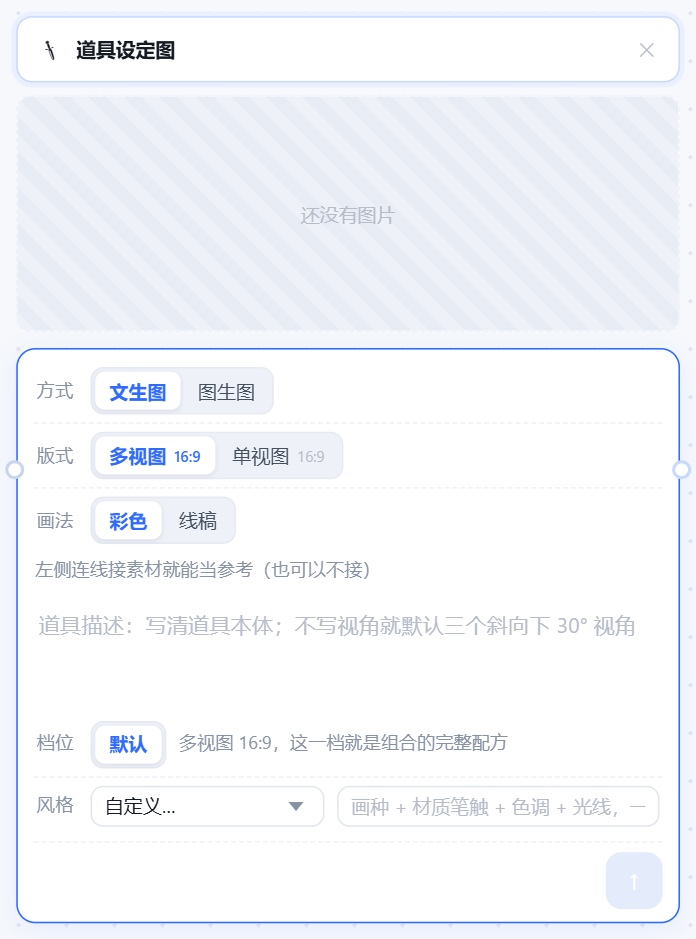 道具设定图
还没有图片
方式 文生图 图生图
版式 多视图 16:9 单视图 16:9
画法 彩色 线稿
左侧连线接素材就能当参考（也可以不接）
道具描述：写清道具本体；不写视角就默认三个斜向下 30° 视角
档位 默认 多视图 16:9，这一档就是组合的完整配方
风格 自定义... 画种 + 材质笔触 + 色调 + 光线，一
↑